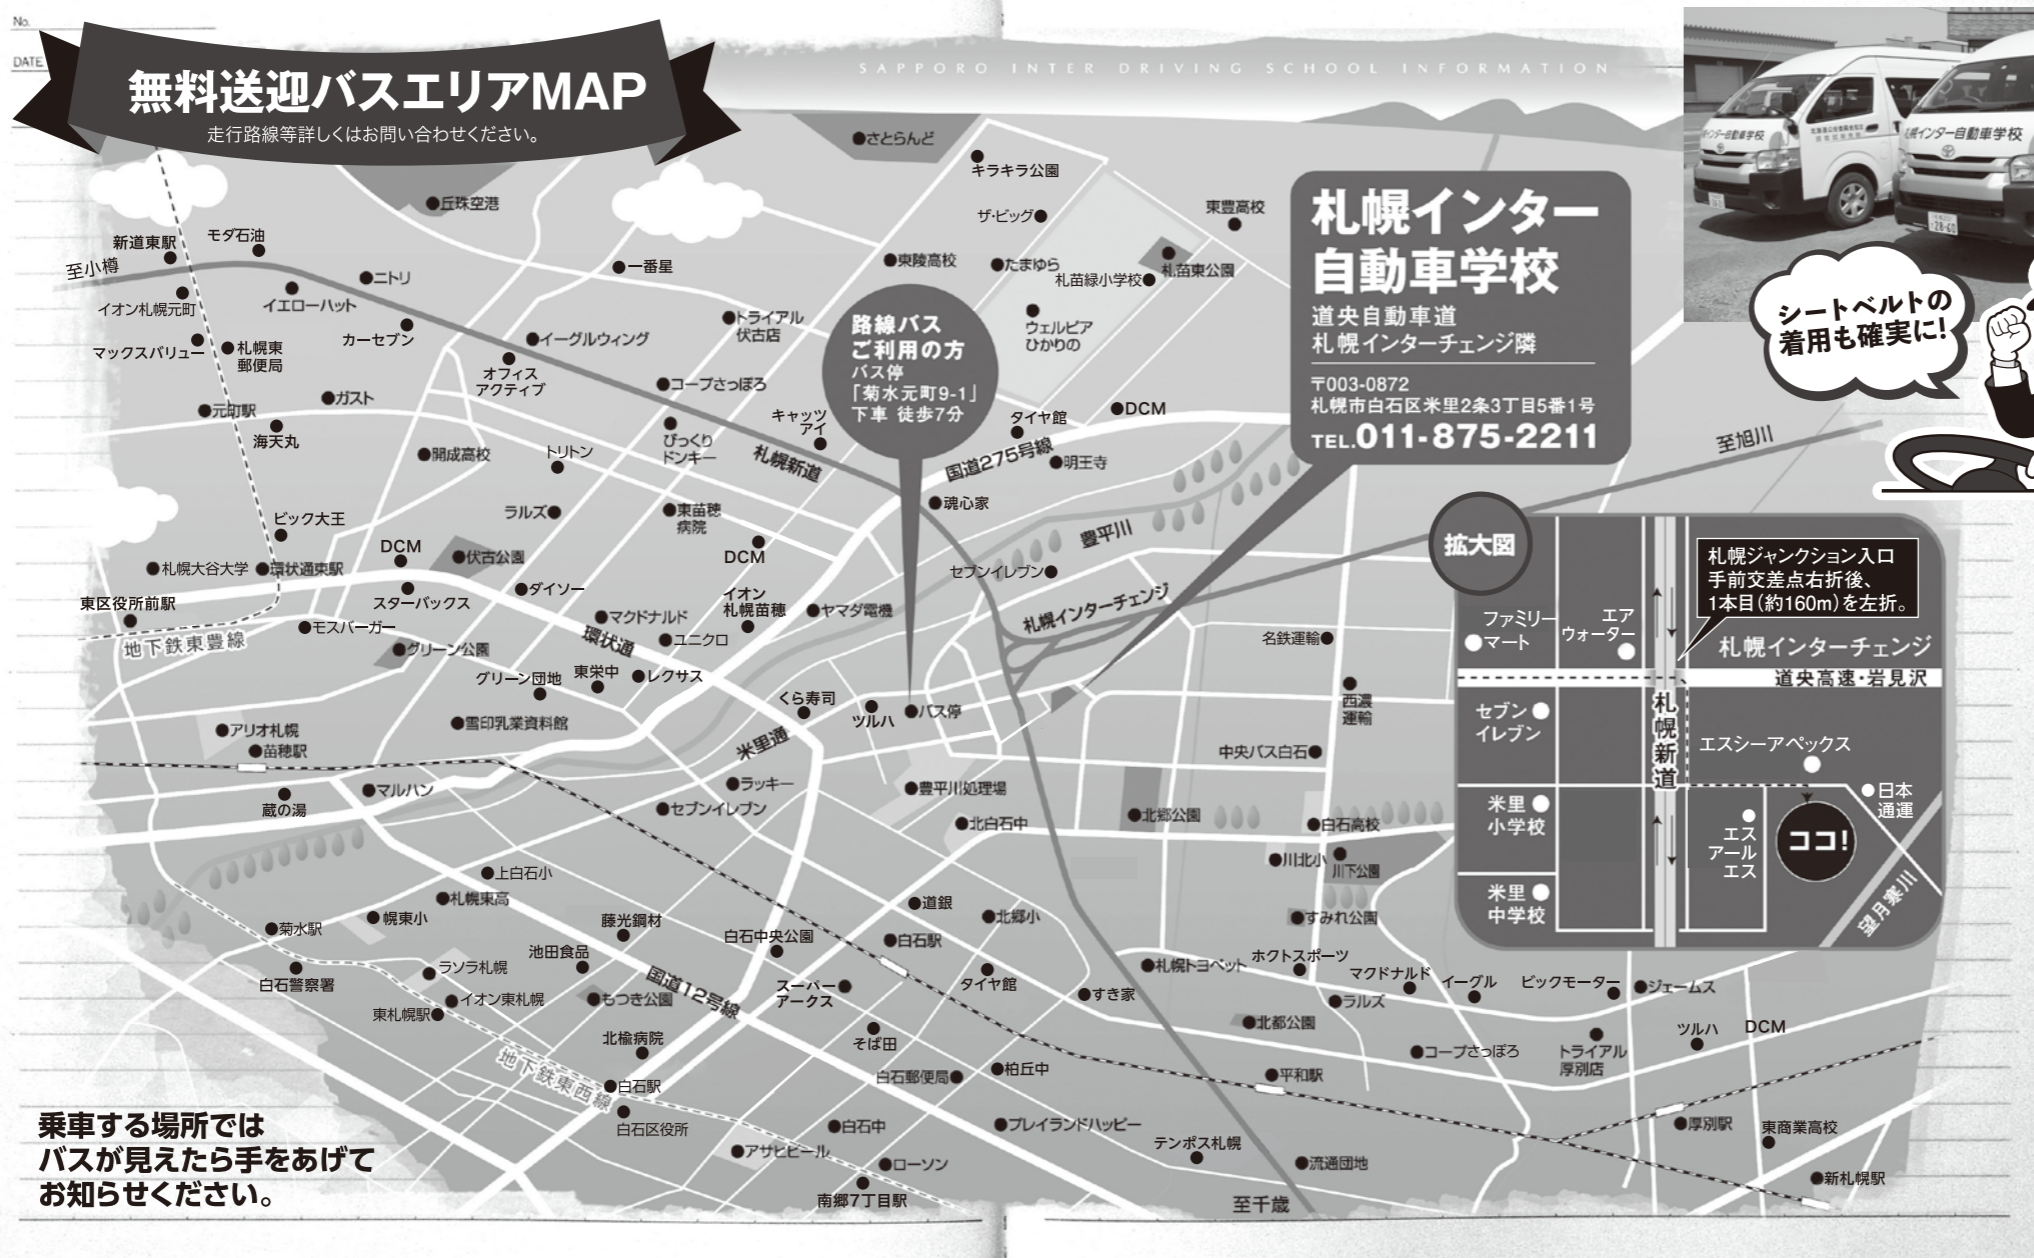 No.
DATE
無料送迎バスエリアMAP
走行路線等詳しくはお問い合わせください。
SAPPORO INTER DRIVING SCHOOL INFORMATION
札幌インター自動車学校
シートベルトの
着用も確実に!
札幌インター
自動車学校
道央自動車道
札幌インターチェンジ隣
〒003-0872
札幌市白石区米里2条3丁目5番1号
TEL.011-875-2211
路線バス
ご利用の方
バス停
「菊水元町9-1」
下車 徒歩7分
さとらんど
キラキラ公園
丘珠空港
ザ・ビッグ
東豊高校
新道東駅
モダ石油
至小樽
ニトリ
一番星
東陵高校
たまゆら
札苗緑小学校
札苗東公園
イオン札幌元町
イエローハット
カーセブン
トライアル
伏古店
ウェルピア
ひかりの
マックスバリュー
札幌東
郵便局
イーグルウィング
オフィス
アクティブ
コープさっぽろ
ガスト
元町駅
海天丸
キャッツ
アイ
タイヤ館
DCM
びっくり
ドンキー
札幌新道
国道275号線
明王寺
至旭川
開成高校
トリトン
魂心家
ラルズ
東苗穂
病院
豊平川
ビック大王
DCM
伏古公園
DCM
セブンイレブン
札幌大谷大学
環状通東駅
スターバックス
ダイソー
イオン
札幌苗穂
ヤマダ電機
札幌インターチェンジ
東区役所前駅
地下鉄東豊線
モスバーガー
マクドナルド
環状通
ユニクロ
名鉄運輸
グリーン公園
グリーン団地
東栄中
レクサス
くら寿司
ツルハ
バス停
西濃
運輸
アリオ札幌
苗穂駅
雪印乳業資料館
米里通
中央バス白石
マルハン
蔵の湯
ラッキー
セブンイレブン
豊平川処理場
北白石中
北郷公園
白石高校
川北小
川下公園
上白石小
札幌東高
幌東小
菊水駅
藤光鋼材
池田食品
白石中央公園
道銀
北郷小
白石駅
すみれ公園
白石警察署
ラソラ札幌
イオン東札幌
東札幌駅
もつき公園
国道12号線
スーパー
アークス
タイヤ館
すき家
札幌トヨペット
ホクトスポーツ
マクドナルド
イーグル
ビックモーター
ジェームス
ラルズ
北都公園
北楡病院
そば田
コープさっぽろ
トライアル
厚別店
ツルハ
DCM
地下鉄東西線
白石駅
白石区役所
白石郵便局
柏丘中
平和駅
白石中
プレイランドハッピー
アサヒビール
ローソン
南郷7丁目駅
テンポス札幌
流通団地
至千歳
厚別駅
東商業高校
新札幌駅
拡大図
札幌ジャンクション入口
手前交差点右折後、
1本目(約160m)を左折。
ファミリー
マート
エア
ウォーター
札幌インターチェンジ
道央高速・岩見沢
セブン
イレブン
札幌新道
エスシーアペックス
米里
小学校
日本
通運
エス
アール
エス
ココ!
米里
中学校
望月寒川
乗車する場所では
バスが見えたら手をあげて
お知らせください。